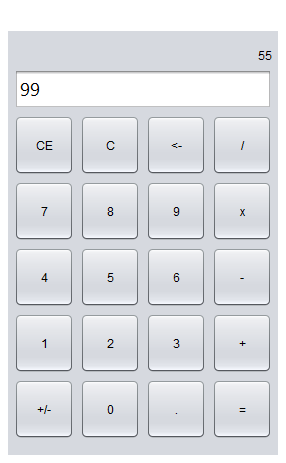 55
99
CE C <- /
7 8 9 x
4 5 6 -
1 2 3 +
+/- 0 . =